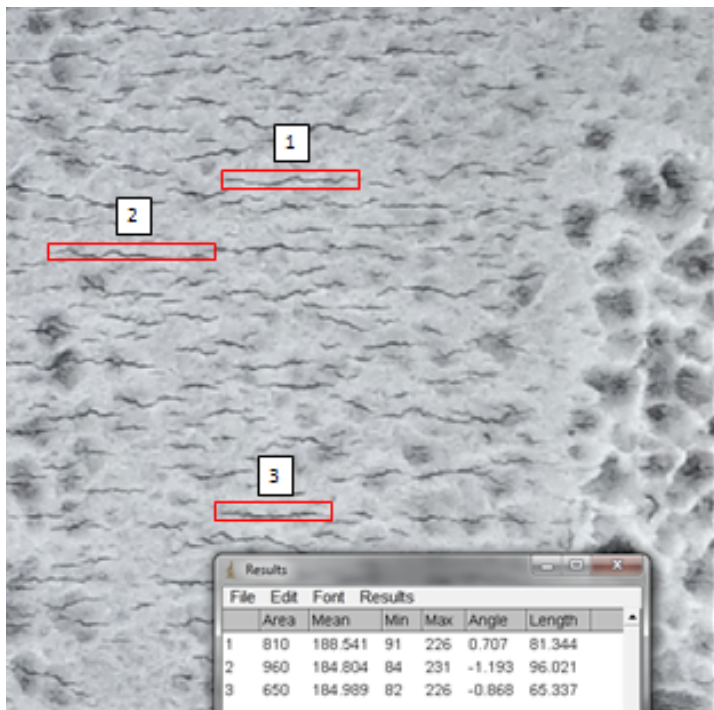 1
2
3
Results
File Edit Font Results
Area Mean Min Max Angle Length
1 810 188.541 91 226 0.707 81.344
2 960 184.804 84 231 -1.193 96.021
3 650 184.989 82 226 -0.868 65.337